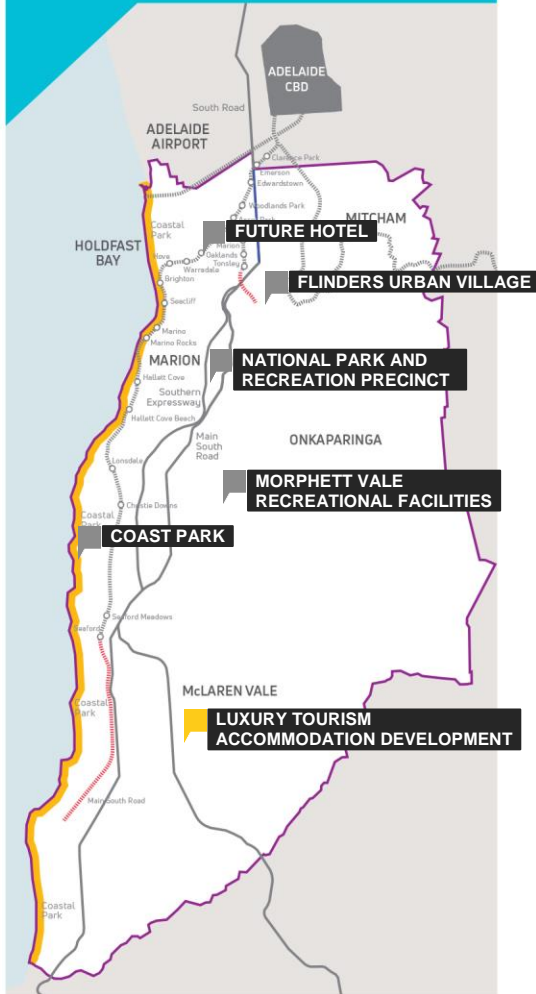 ADELAIDE
CBD
South Road
ADELAIDE
AIRPORT
Clarence Park
Emerson
Edwardstown
Woodlands Park
Coastal
Park
MITCHAM
FUTURE HOTEL
HOLDFAST
BAY
Marion
Hove
Oaklands
Warradale
Tonsley
Brighton
FLINDERS URBAN VILLAGE
Seacliff
Marino
Marino Rocks
MARION
NATIONAL PARK AND
RECREATION PRECINCT
Hallett Cove
Southern
Expressway
Hallett Cove Beach
Main
South
Road
ONKAPARINGA
Lonsdale
MORPHETT VALE
RECREATIONAL FACILITIES
Christie Downs
Coastal
Park
COAST PARK
Seaford Meadows
Seaford
McLAREN VALE
Coastal
Park
LUXURY TOURISM
ACCOMMODATION DEVELOPMENT
Main South Road
Coastal
Park